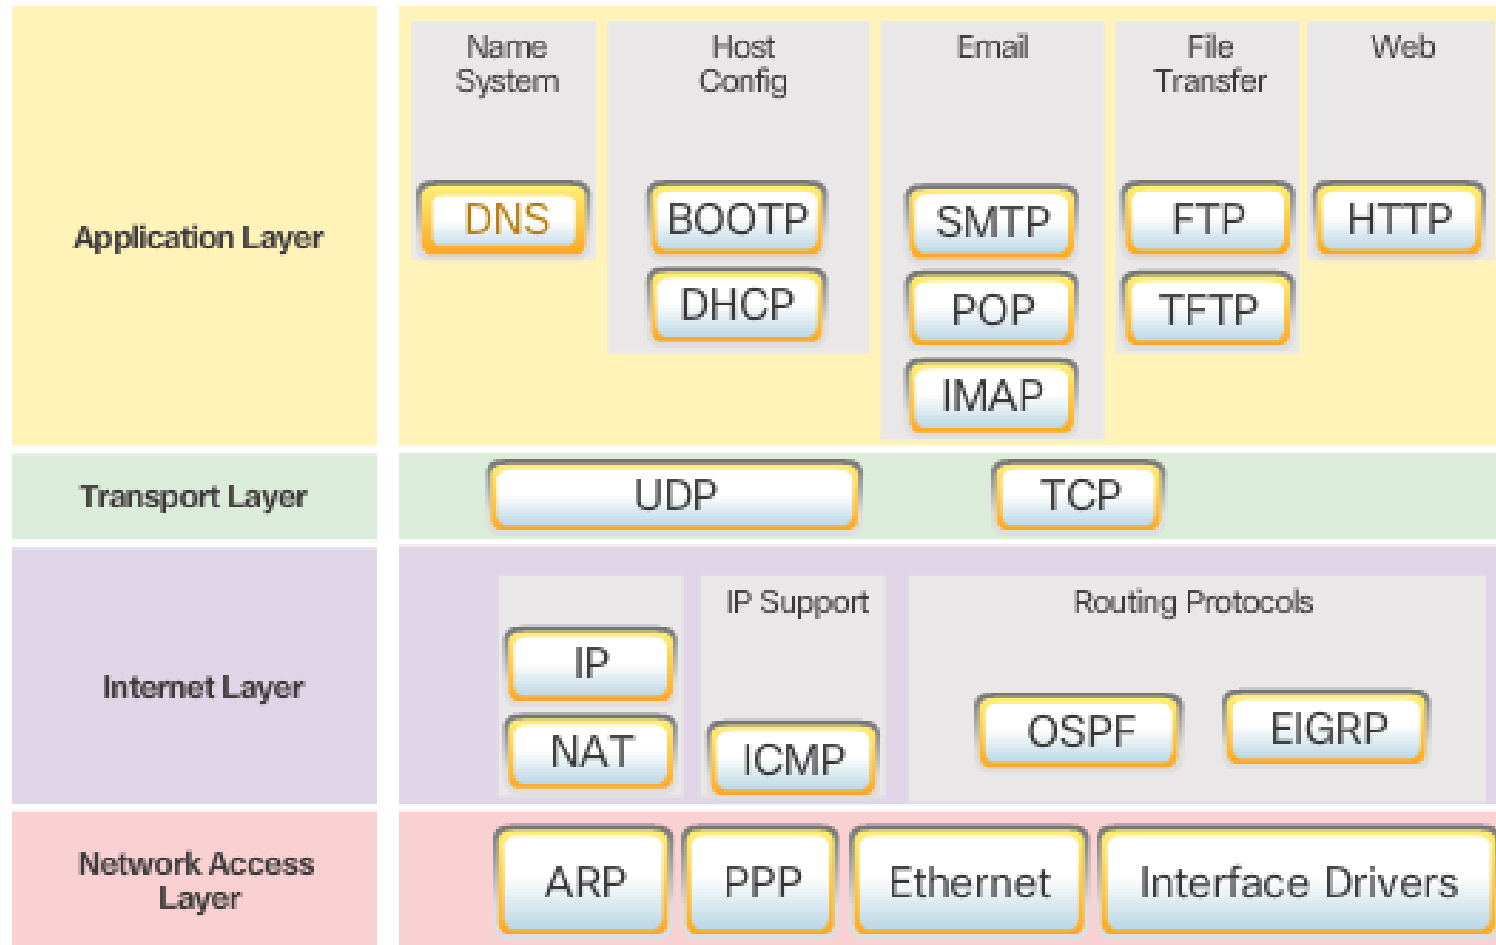 Application Layer
Name
System
Host
Config
Email
File
Transfer
Web
DNS
BOOTP
SMTP
FTP
HTTP
DHCP
POP
TFTP
IMAP
Transport Layer
UDP
TCP
Internet Layer
IP Support
Routing Protocols
IP
NAT
ICMP
OSPF
EIGRP
Network Access
Layer
ARP
PPP
Ethernet
Interface Drivers